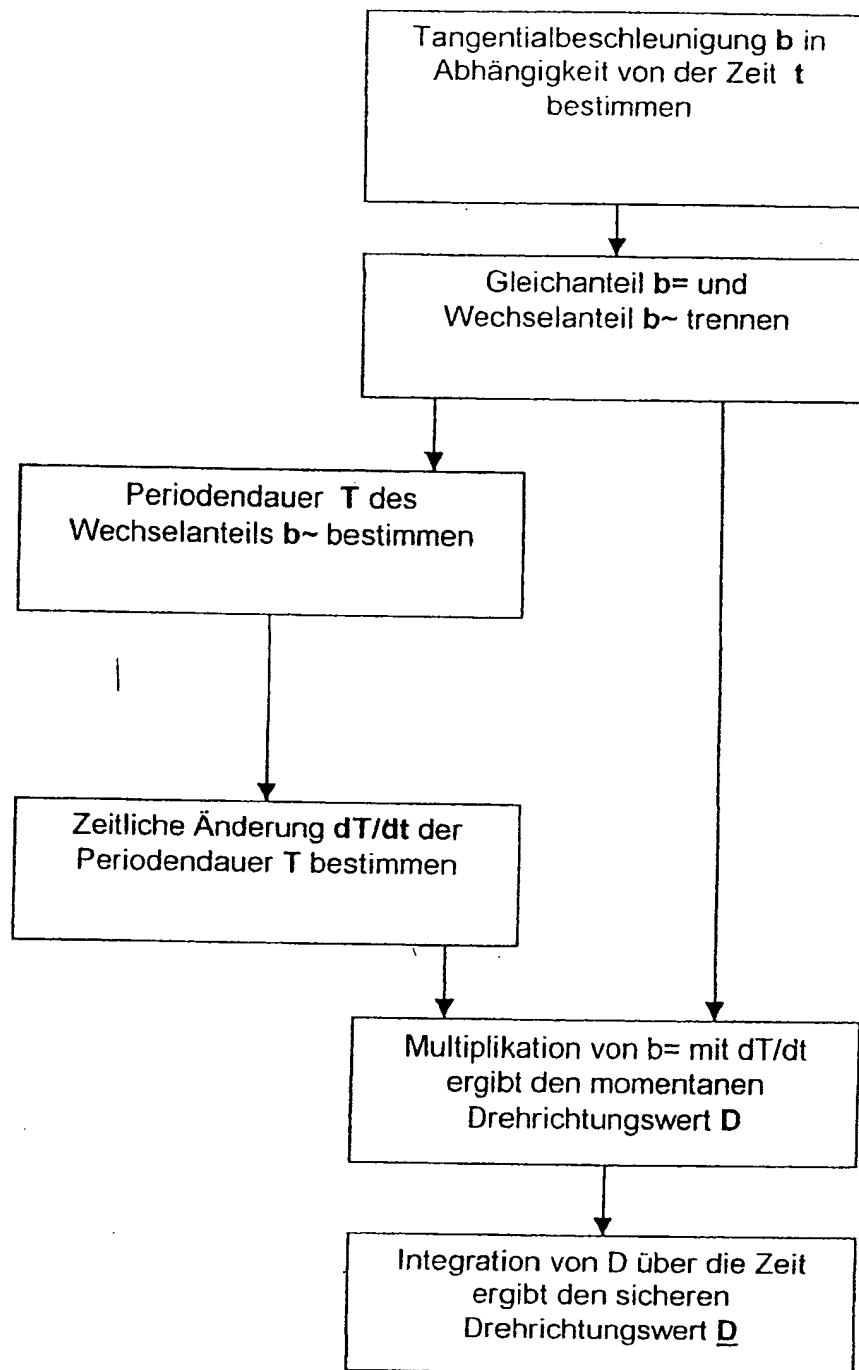 Tangentialbeschleunigung b in
Abhängigkeit von der Zeit t
bestimmen
Gleichanteil b= und
Wechselanteil b~ trennen
Periodendauer T des
Wechselanteils b~ bestimmen
Zeitliche Änderung dT/dt der
Periodendauer T bestimmen
Multiplikation von b= mit dT/dt
ergibt den momentanen
Drehrichtungswert D
Integration von D über die Zeit
ergibt den sicheren
Drehrichtungswert D